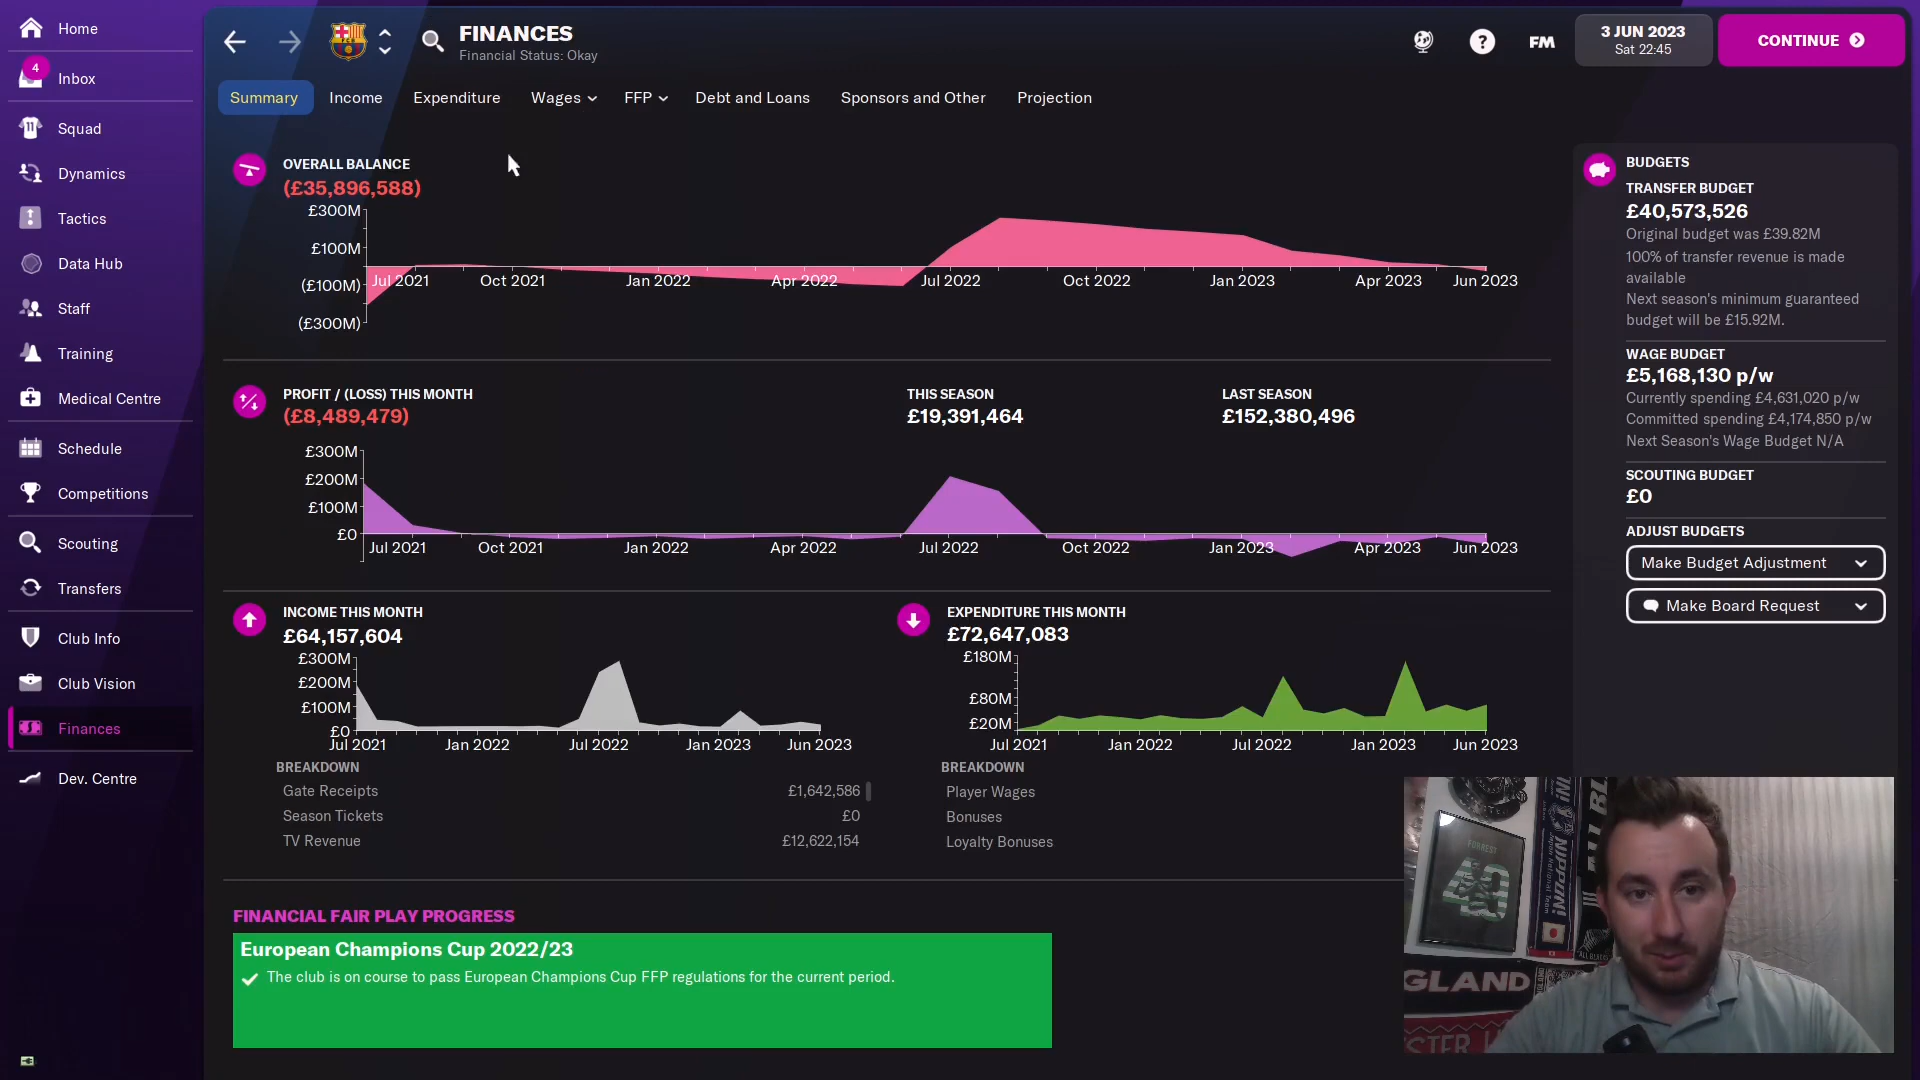 Home
4
Inbox
Squad
Dynamics
Tactics
Data Hub
Staff
Training
Medical Centre
Schedule
Competitions
Scouting
Transfers
Club Info
Club Vision
Finances
Dev. Centre
FINANCES
Financial Status: Okay
?
FM
3 JUN 2023
Sat 22:45
CONTINUE
Summary Income Expenditure Wages FFP Debt and Loans Sponsors and Other Projection
OVERALL BALANCE
(£35,896,588)
£300M
£100M
(£100M)
(£300M)
Jul 2021 Oct 2021 Jan 2022 Apr 2022 Jul 2022 Oct 2022 Jan 2023 Apr 2023 Jun 2023
PROFIT / (LOSS) THIS MONTH
(£8,489,479)
THIS SEASON
£19,391,464
LAST SEASON
£152,380,496
£300M
£200M
£100M
£0
Jul 2021 Oct 2021 Jan 2022 Apr 2022 Jul 2022 Oct 2022 Jan 2023 Apr 2023 Jun 2023
INCOME THIS MONTH
£64,157,604
£300M
£200M
£100M
£0
Jul 2021 Jan 2022 Jul 2022 Jan 2023 Jun 2023
BREAKDOWN
Gate Receipts £1,642,586
Season Tickets £0
TV Revenue £12,622,154
EXPENDITURE THIS MONTH
£72,647,083
£180M
£80M
£20M
Jul 2021 Jan 2022 Jul 2022 Jan 2023 Jun 2023
BREAKDOWN
Player Wages
Bonuses
Loyalty Bonuses
FINANCIAL FAIR PLAY PROGRESS
European Champions Cup 2022/23
The club is on course to pass European Champions Cup FFP regulations for the current period.
BUDGETS
TRANSFER BUDGET
£40,573,526
Original budget was £39.82M
100% of transfer revenue is made
available
Next season's minimum guaranteed
budget will be £15.92M.
WAGE BUDGET
£5,168,130 p/w
Currently spending £4,631,020 p/w
Committed spending £4,174,850 p/w
Next Season's Wage Budget N/A
SCOUTING BUDGET
£0
ADJUST BUDGETS
Make Budget Adjustment
Make Board Request
FORREST
49
NIPPON!
ALL BL
GLAND
STER